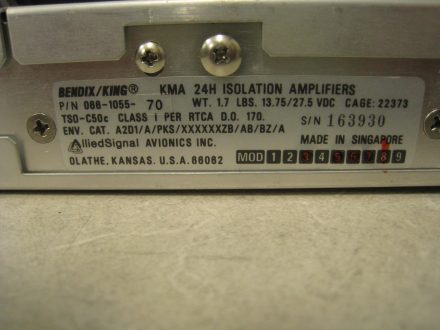 BENDIX/KING® KMA 24H ISOLATION AMPLIFIERS
P/N 066-1055- 70 WT. 1.7 LBS. 13.75/27.5 VDC CAGE: 22373
TSO-C50c CLASS I PER RTCA D.O. 170. S/N 163930
ENV. CAT. A2D1/A/PKS/XXXXXXZB/AB/BZ/A
AlliedSignal AVIONICS INC. MADE IN SINGAPORE
OLATHE, KANSAS. U.S.A. 66062 MOD 1 2 3 4 5 6 7 8 9